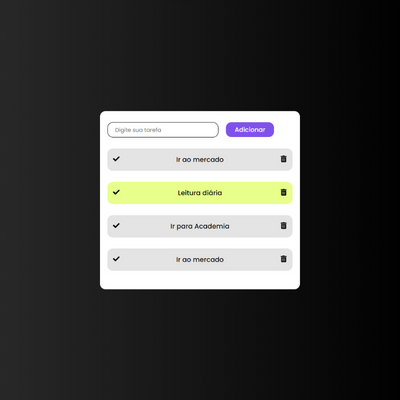 Digite sua tarefa
Adicionar
Ir ao mercado
Leitura diária
Ir para Academia
Ir ao mercado